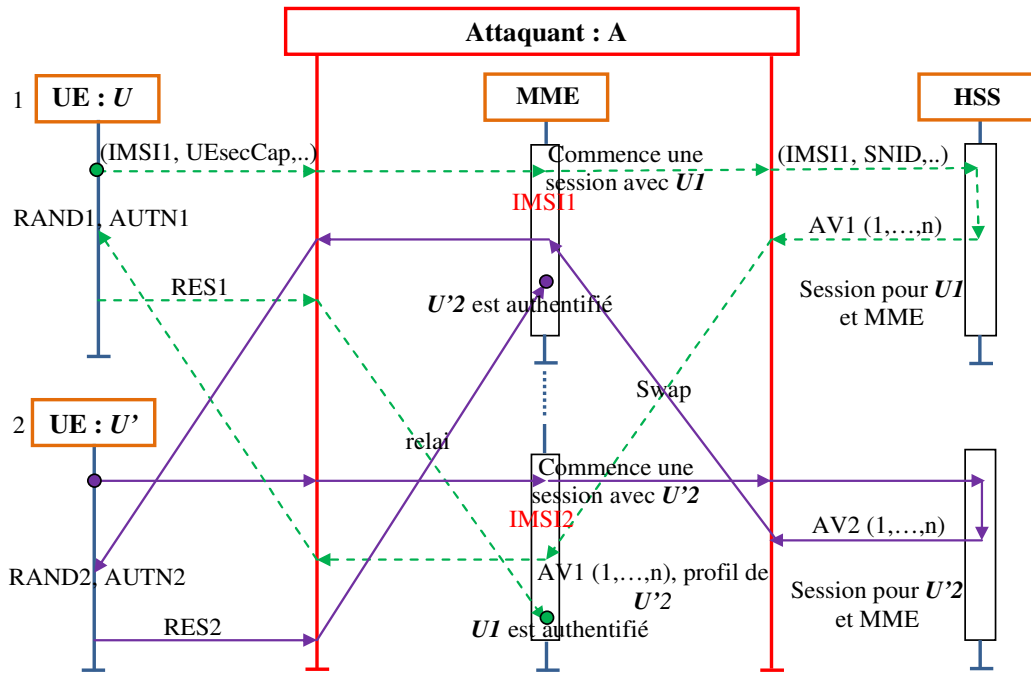 Attaquant : A
1
UE : U
MME
HSS
(IMSI1, UEsecCap,..)
Commence une
session avec U1
(IMSI1, SNID,..)
IMSI1
RAND1, AUTN1
AV1 (1,…,n)
RES1
U'2 est authentifié
Session pour U1
et MME
Swap
2
UE : U'
relai
Commence une
session avec U'2
IMSI2
AV2 (1,…,n)
RAND2, AUTN2
AV1 (1,…,n), profil de
U'2
Session pour U'2
et MME
RES2
U1 est authentifié